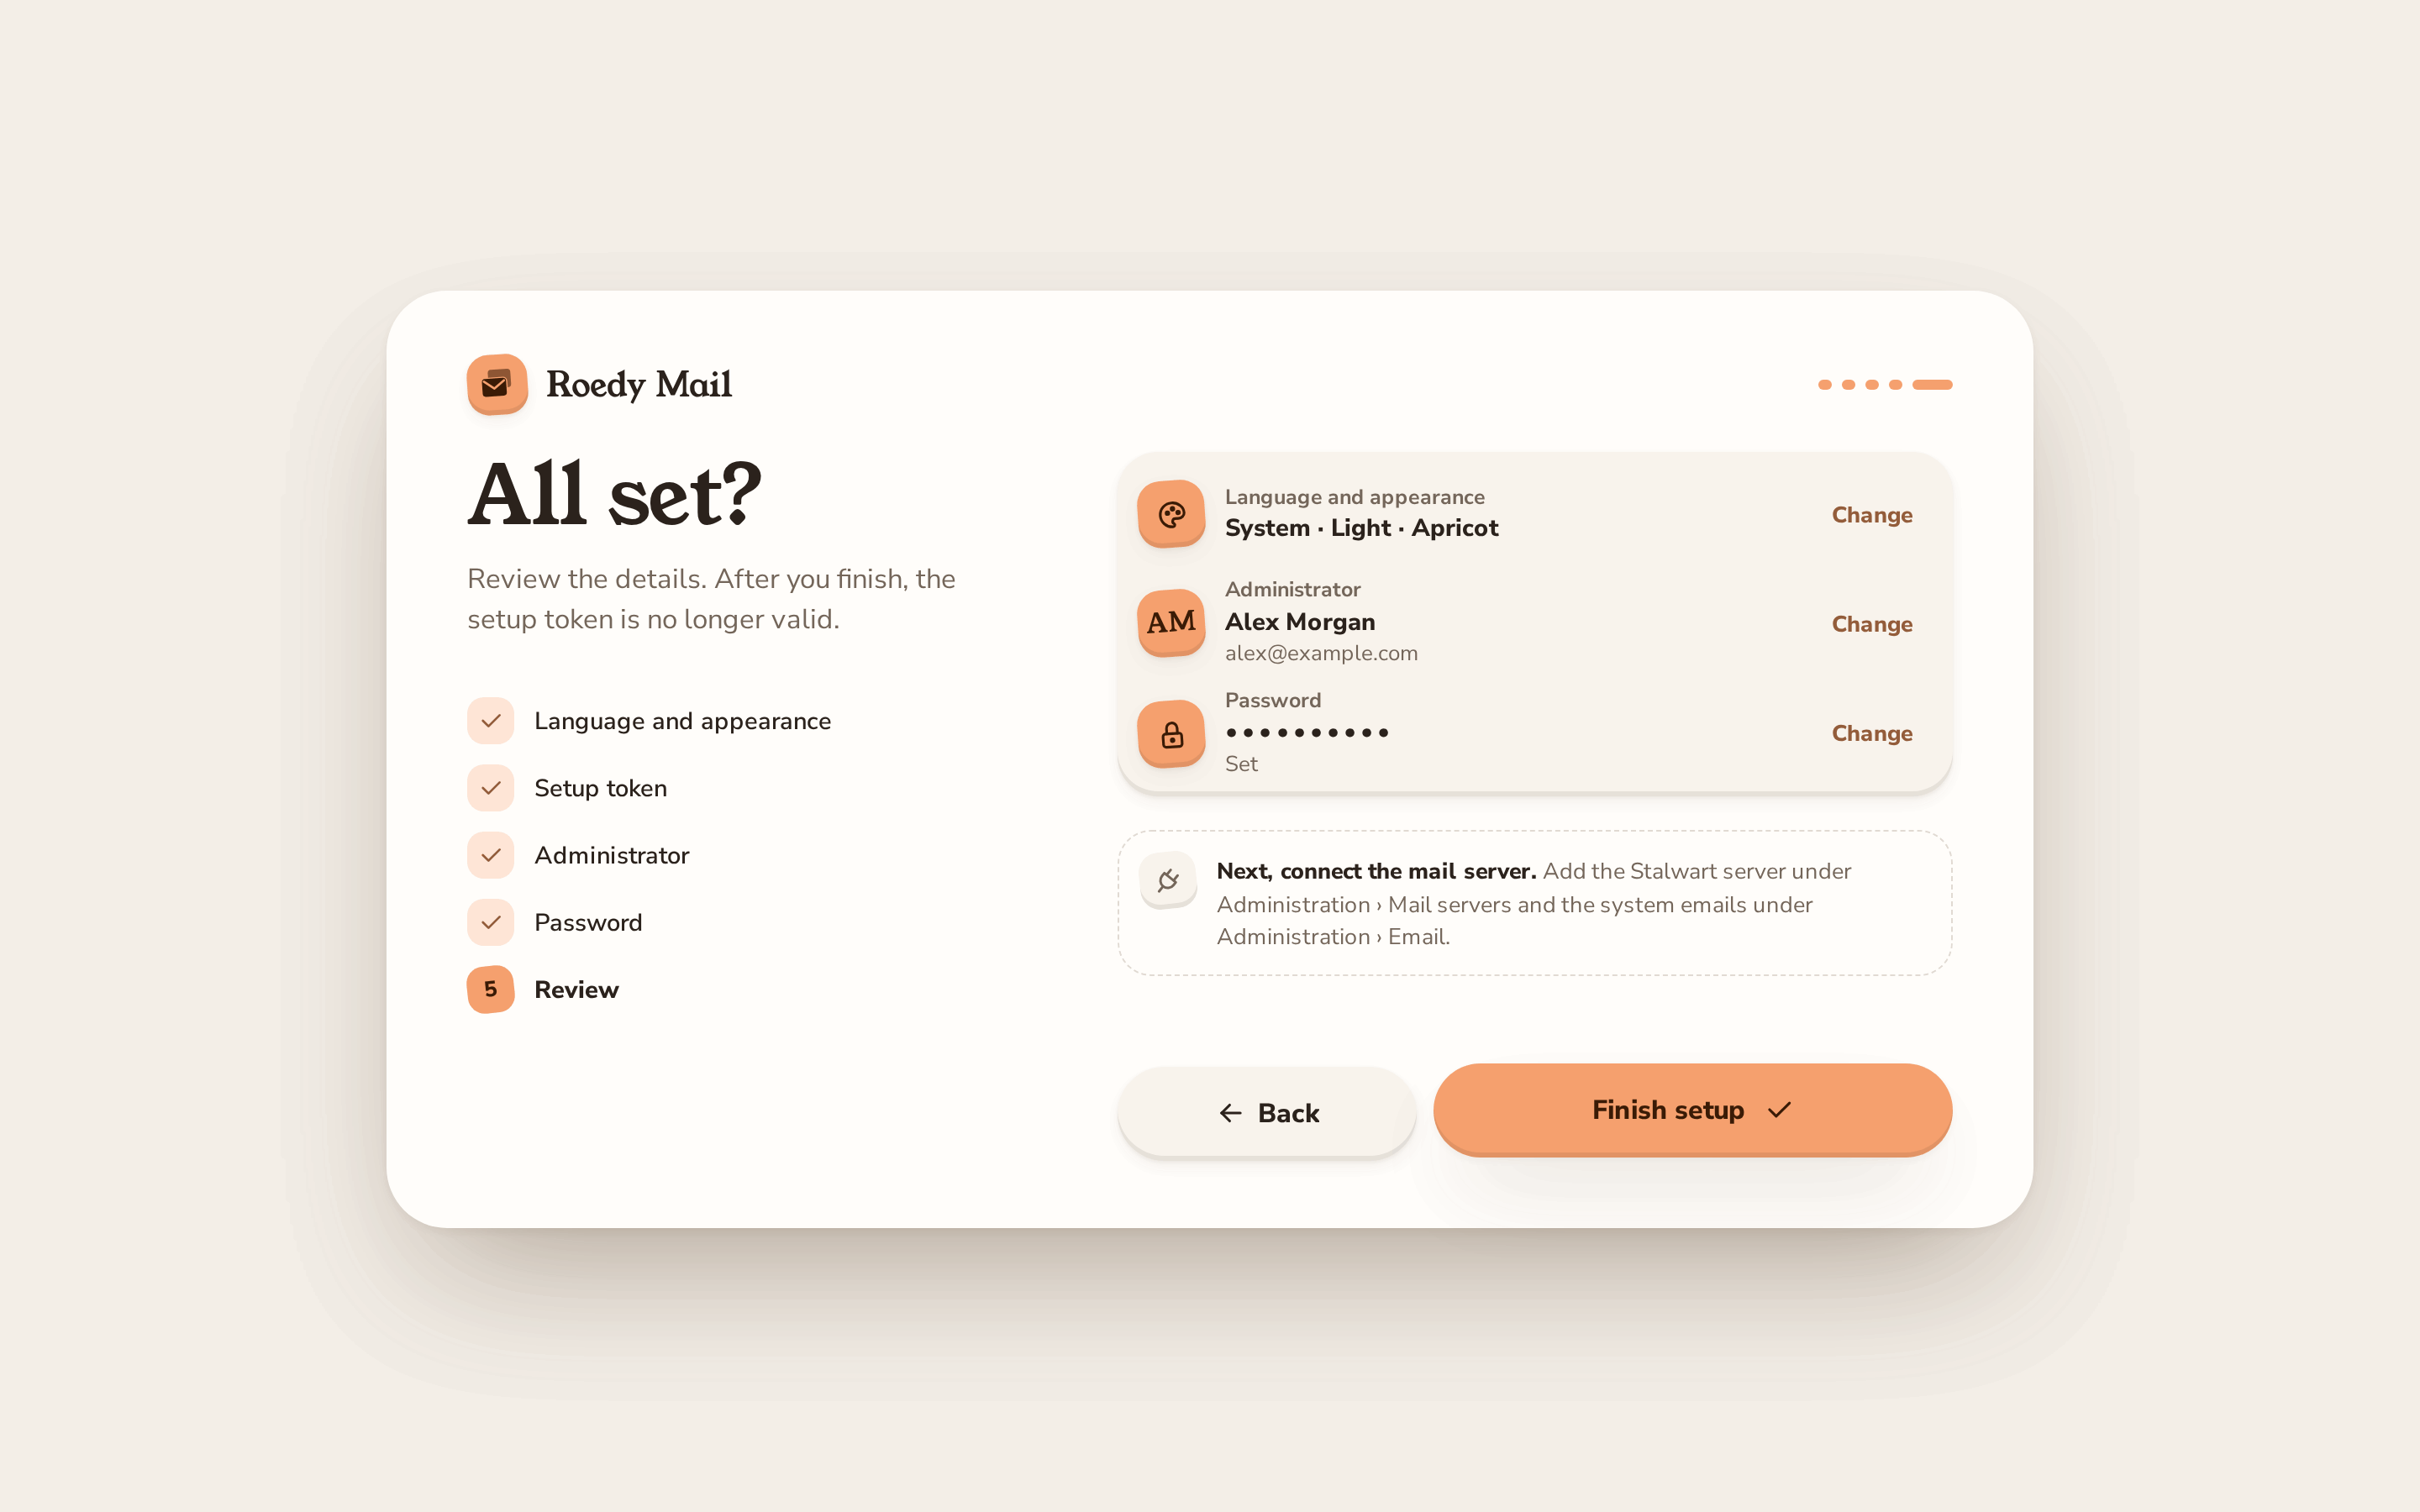 Roedy Mail
All set?
Review the details. After you finish, the
setup token is no longer valid.
Language and appearance
Setup token
Administrator
Password
5 Review
Language and appearance
System · Light · Apricot
Change
AM
Administrator
Alex Morgan
alex@example.com
Change
Password
••••••••••
Set
Change
Next, connect the mail server. Add the Stalwart server under
Administration › Mail servers and the system emails under
Administration › Email.
Back
Finish setup